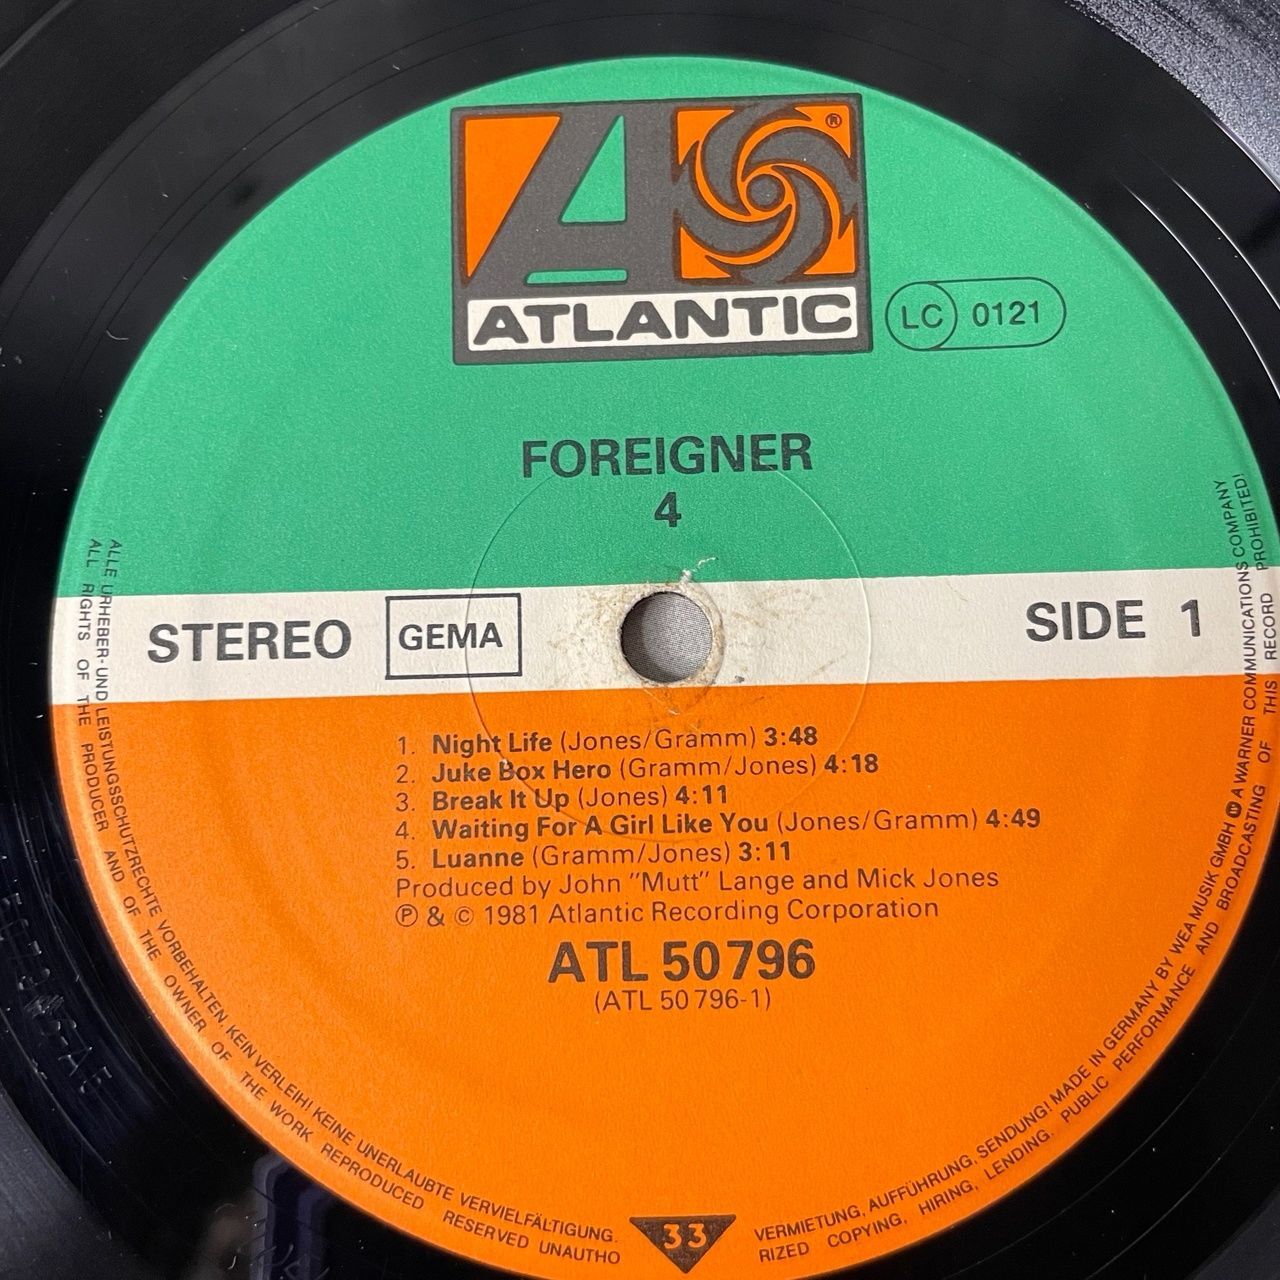 ATLANTIC ®
LC 0121
FOREIGNER
4
STEREO GEMA SIDE 1
1. Night Life (Jones/Gramm) 3:48
2. Juke Box Hero (Gramm/Jones) 4:18
3. Break It Up (Jones) 4:11
4. Waiting For A Girl Like You (Jones/Gramm) 4:49
5. Luanne (Gramm/Jones) 3:11
Produced by John "Mutt" Lange and Mick Jones
℗ & © 1981 Atlantic Recording Corporation
ATL 50 796
(ATL 50 796-1)
33
ALLE URHEBER- UND LEISTUNGSSCHUTZRECHTE VORBEHALTEN. KEIN VERLEIH! KEINE UNERLAUBTE VERVIELFÄLTIGUNG. VERMIETUNG, AUFFÜHRUNG, SENDUNG! MADE IN GERMANY BY WEA MUSIK GMBH A WARNER COMMUNICATIONS COMPANY
ALL RIGHTS OF THE PRODUCER AND OF THE OWNER OF THE WORK REPRODUCED RESERVED UNAUTHO RIZED COPYING, HIRING, LENDING. PUBLIC PERFORMANCE AND BROADCASTING OF THIS RECORD PROHIBITED!